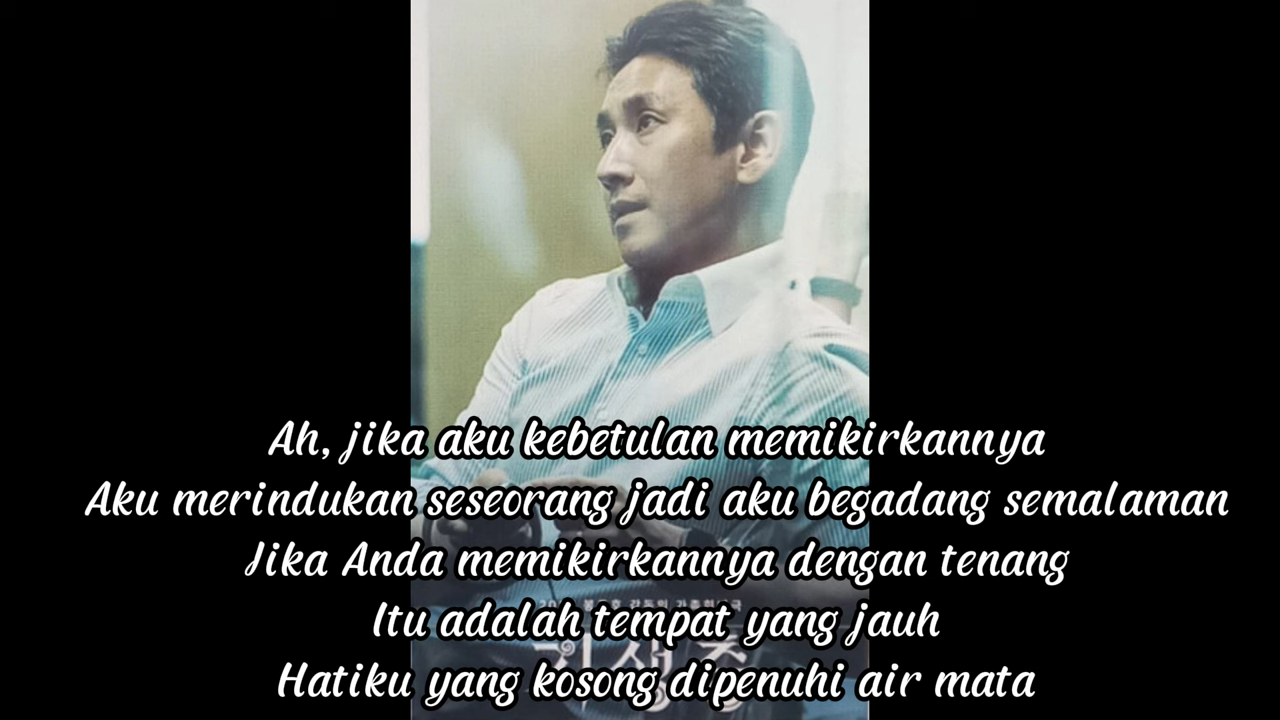 Ah, jika aku kebetulan memikirkannya
Aku merindukan seseorang jadi aku begadang semalaman
Jika Anda memikirkannya dengan tenang
Itu adalah tempat yang jauh
Hatiku yang kosong dipenuhi air mata